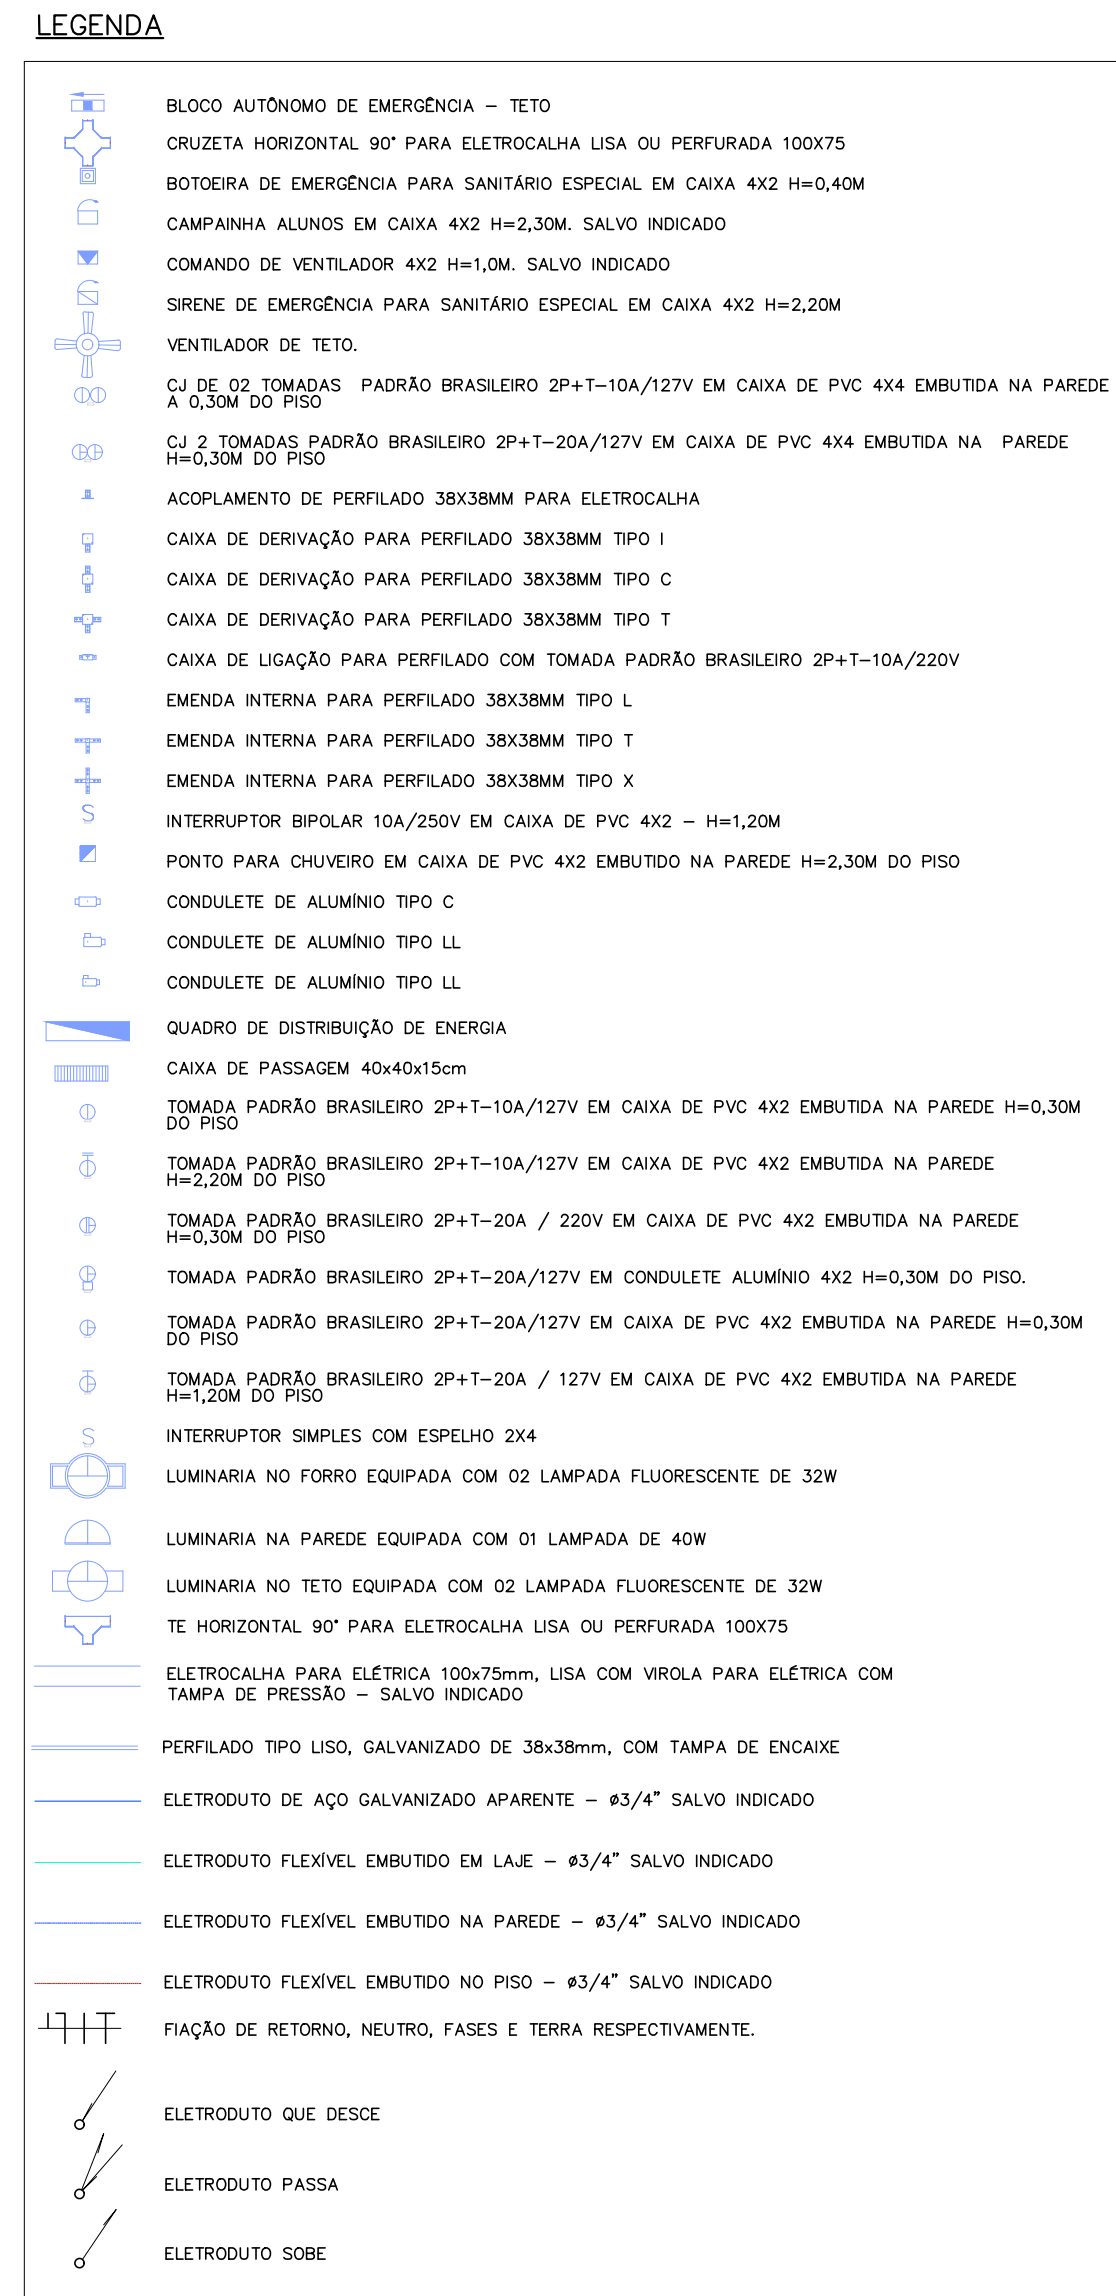 LEGENDA
BLOCO AUTÔNOMO DE EMERGÊNCIA – TETO
CRUZETA HORIZONTAL 90° PARA ELETROCALHA LISA OU PERFURADA 100X75
BOTOEIRA DE EMERGÊNCIA PARA SANITÁRIO ESPECIAL EM CAIXA 4X2 H=0,40M
CAMPAINHA ALUNOS EM CAIXA 4X2 H=2,30M. SALVO INDICADO
COMANDO DE VENTILADOR 4X2 H=1,0M. SALVO INDICADO
SIRENE DE EMERGÊNCIA PARA SANITÁRIO ESPECIAL EM CAIXA 4X2 H=2,20M
VENTILADOR DE TETO.
CJ DE 02 TOMADAS PADRÃO BRASILEIRO 2P+T–10A/127V EM CAIXA DE PVC 4X4 EMBUTIDA NA PAREDE
A 0,30M DO PISO
CJ 2 TOMADAS PADRÃO BRASILEIRO 2P+T–20A/127V EM CAIXA DE PVC 4X4 EMBUTIDA NA PAREDE
H=0,30M DO PISO
ACOPLAMENTO DE PERFILADO 38X38MM PARA ELETROCALHA
CAIXA DE DERIVAÇÃO PARA PERFILADO 38X38MM TIPO I
CAIXA DE DERIVAÇÃO PARA PERFILADO 38X38MM TIPO C
CAIXA DE DERIVAÇÃO PARA PERFILADO 38X38MM TIPO T
CAIXA DE LIGAÇÃO PARA PERFILADO COM TOMADA PADRÃO BRASILEIRO 2P+T–10A/220V
EMENDA INTERNA PARA PERFILADO 38X38MM TIPO L
EMENDA INTERNA PARA PERFILADO 38X38MM TIPO T
EMENDA INTERNA PARA PERFILADO 38X38MM TIPO X
S INTERRUPTOR BIPOLAR 10A/250V EM CAIXA DE PVC 4X2 – H=1,20M
PONTO PARA CHUVEIRO EM CAIXA DE PVC 4X2 EMBUTIDO NA PAREDE H=2,30M DO PISO
CONDULETE DE ALUMÍNIO TIPO C
CONDULETE DE ALUMÍNIO TIPO LL
CONDULETE DE ALUMÍNIO TIPO LL
QUADRO DE DISTRIBUIÇÃO DE ENERGIA
CAIXA DE PASSAGEM 40x40x15cm
TOMADA PADRÃO BRASILEIRO 2P+T–10A/127V EM CAIXA DE PVC 4X2 EMBUTIDA NA PAREDE H=0,30M
DO PISO
TOMADA PADRÃO BRASILEIRO 2P+T–10A/127V EM CAIXA DE PVC 4X2 EMBUTIDA NA PAREDE
H=2,20M DO PISO
TOMADA PADRÃO BRASILEIRO 2P+T–20A / 220V EM CAIXA DE PVC 4X2 EMBUTIDA NA PAREDE
H=0,30M DO PISO
TOMADA PADRÃO BRASILEIRO 2P+T–20A/127V EM CONDULETE ALUMÍNIO 4X2 H=0,30M DO PISO.
TOMADA PADRÃO BRASILEIRO 2P+T–20A/127V EM CAIXA DE PVC 4X2 EMBUTIDA NA PAREDE H=0,30M
DO PISO
TOMADA PADRÃO BRASILEIRO 2P+T–20A / 127V EM CAIXA DE PVC 4X2 EMBUTIDA NA PAREDE
H=1,20M DO PISO
S INTERRUPTOR SIMPLES COM ESPELHO 2X4
LUMINARIA NO FORRO EQUIPADA COM 02 LAMPADA FLUORESCENTE DE 32W
LUMINARIA NA PAREDE EQUIPADA COM 01 LAMPADA DE 40W
LUMINARIA NO TETO EQUIPADA COM 02 LAMPADA FLUORESCENTE DE 32W
TE HORIZONTAL 90° PARA ELETROCALHA LISA OU PERFURADA 100X75
ELETROCALHA PARA ELÉTRICA 100x75mm, LISA COM VIROLA PARA ELÉTRICA COM
TAMPA DE PRESSÃO – SALVO INDICADO
PERFILADO TIPO LISO, GALVANIZADO DE 38x38mm, COM TAMPA DE ENCAIXE
ELETRODUTO DE AÇO GALVANIZADO APARENTE – ø3/4” SALVO INDICADO
ELETRODUTO FLEXÍVEL EMBUTIDO EM LAJE – ø3/4” SALVO INDICADO
ELETRODUTO FLEXÍVEL EMBUTIDO NA PAREDE – ø3/4” SALVO INDICADO
ELETRODUTO FLEXÍVEL EMBUTIDO NO PISO – ø3/4” SALVO INDICADO
FIAÇÃO DE RETORNO, NEUTRO, FASES E TERRA RESPECTIVAMENTE.
ELETRODUTO QUE DESCE
ELETRODUTO PASSA
ELETRODUTO SOBE